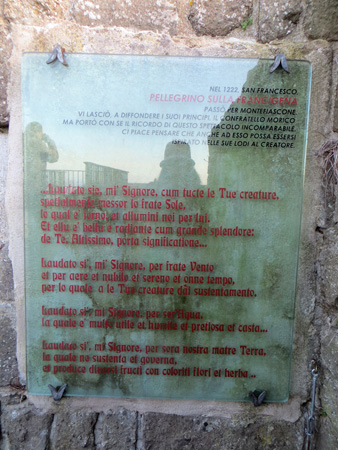 NEL 1222, SAN FRANCESCO,
PELLEGRINO SULLA FRANCIGENA
PASSÒ PER MONTEFIASCONE.
VI LASCIÒ, A DIFFONDERE I SUOI PRINCIPI, IL CONFRATELLO MORICO
MA PORTÒ CON SE IL RICORDO DI QUESTO SPETTACOLO INCOMPARABILE.
CI PIACE PENSARE CHE ANCHE AD ESSO POSSA ESSERSI
ISPIRATO NELLE SUE LODI AL CREATORE.
...Laudato sie, mi' Signore, cum tucte le Tue creature,
spetialmente messor lo frate Sole,
lo qual è iorno, et allumini noi per lui.
Et ellu è bellu e radiante cum grande splendore:
de Te, Altissimo, porta significatione...
Laudato si', mi' Signore, per frate Vento
et per aere et nubilo et sereno et onne tempo,
per lo quale, a le Tue creature dài sustentamento.
Laudato si', mi' Signore, per sor'Aqua,
la quale è multo utile et humile et pretiosa et casta...
Laudato si', mi' Signore, per sora nostra matre Terra,
la quale ne sustenta et governa,
et produce diversi fructi con coloriti fiori et herba...